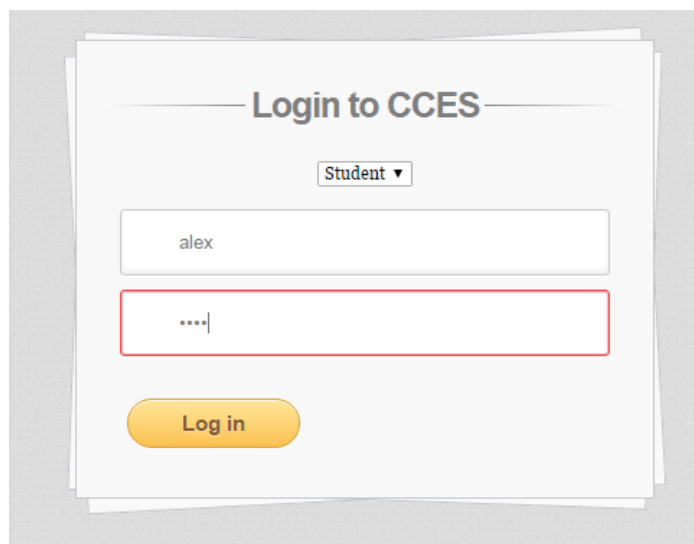 Login to CCES
Student ▼
alex
••••
Log in